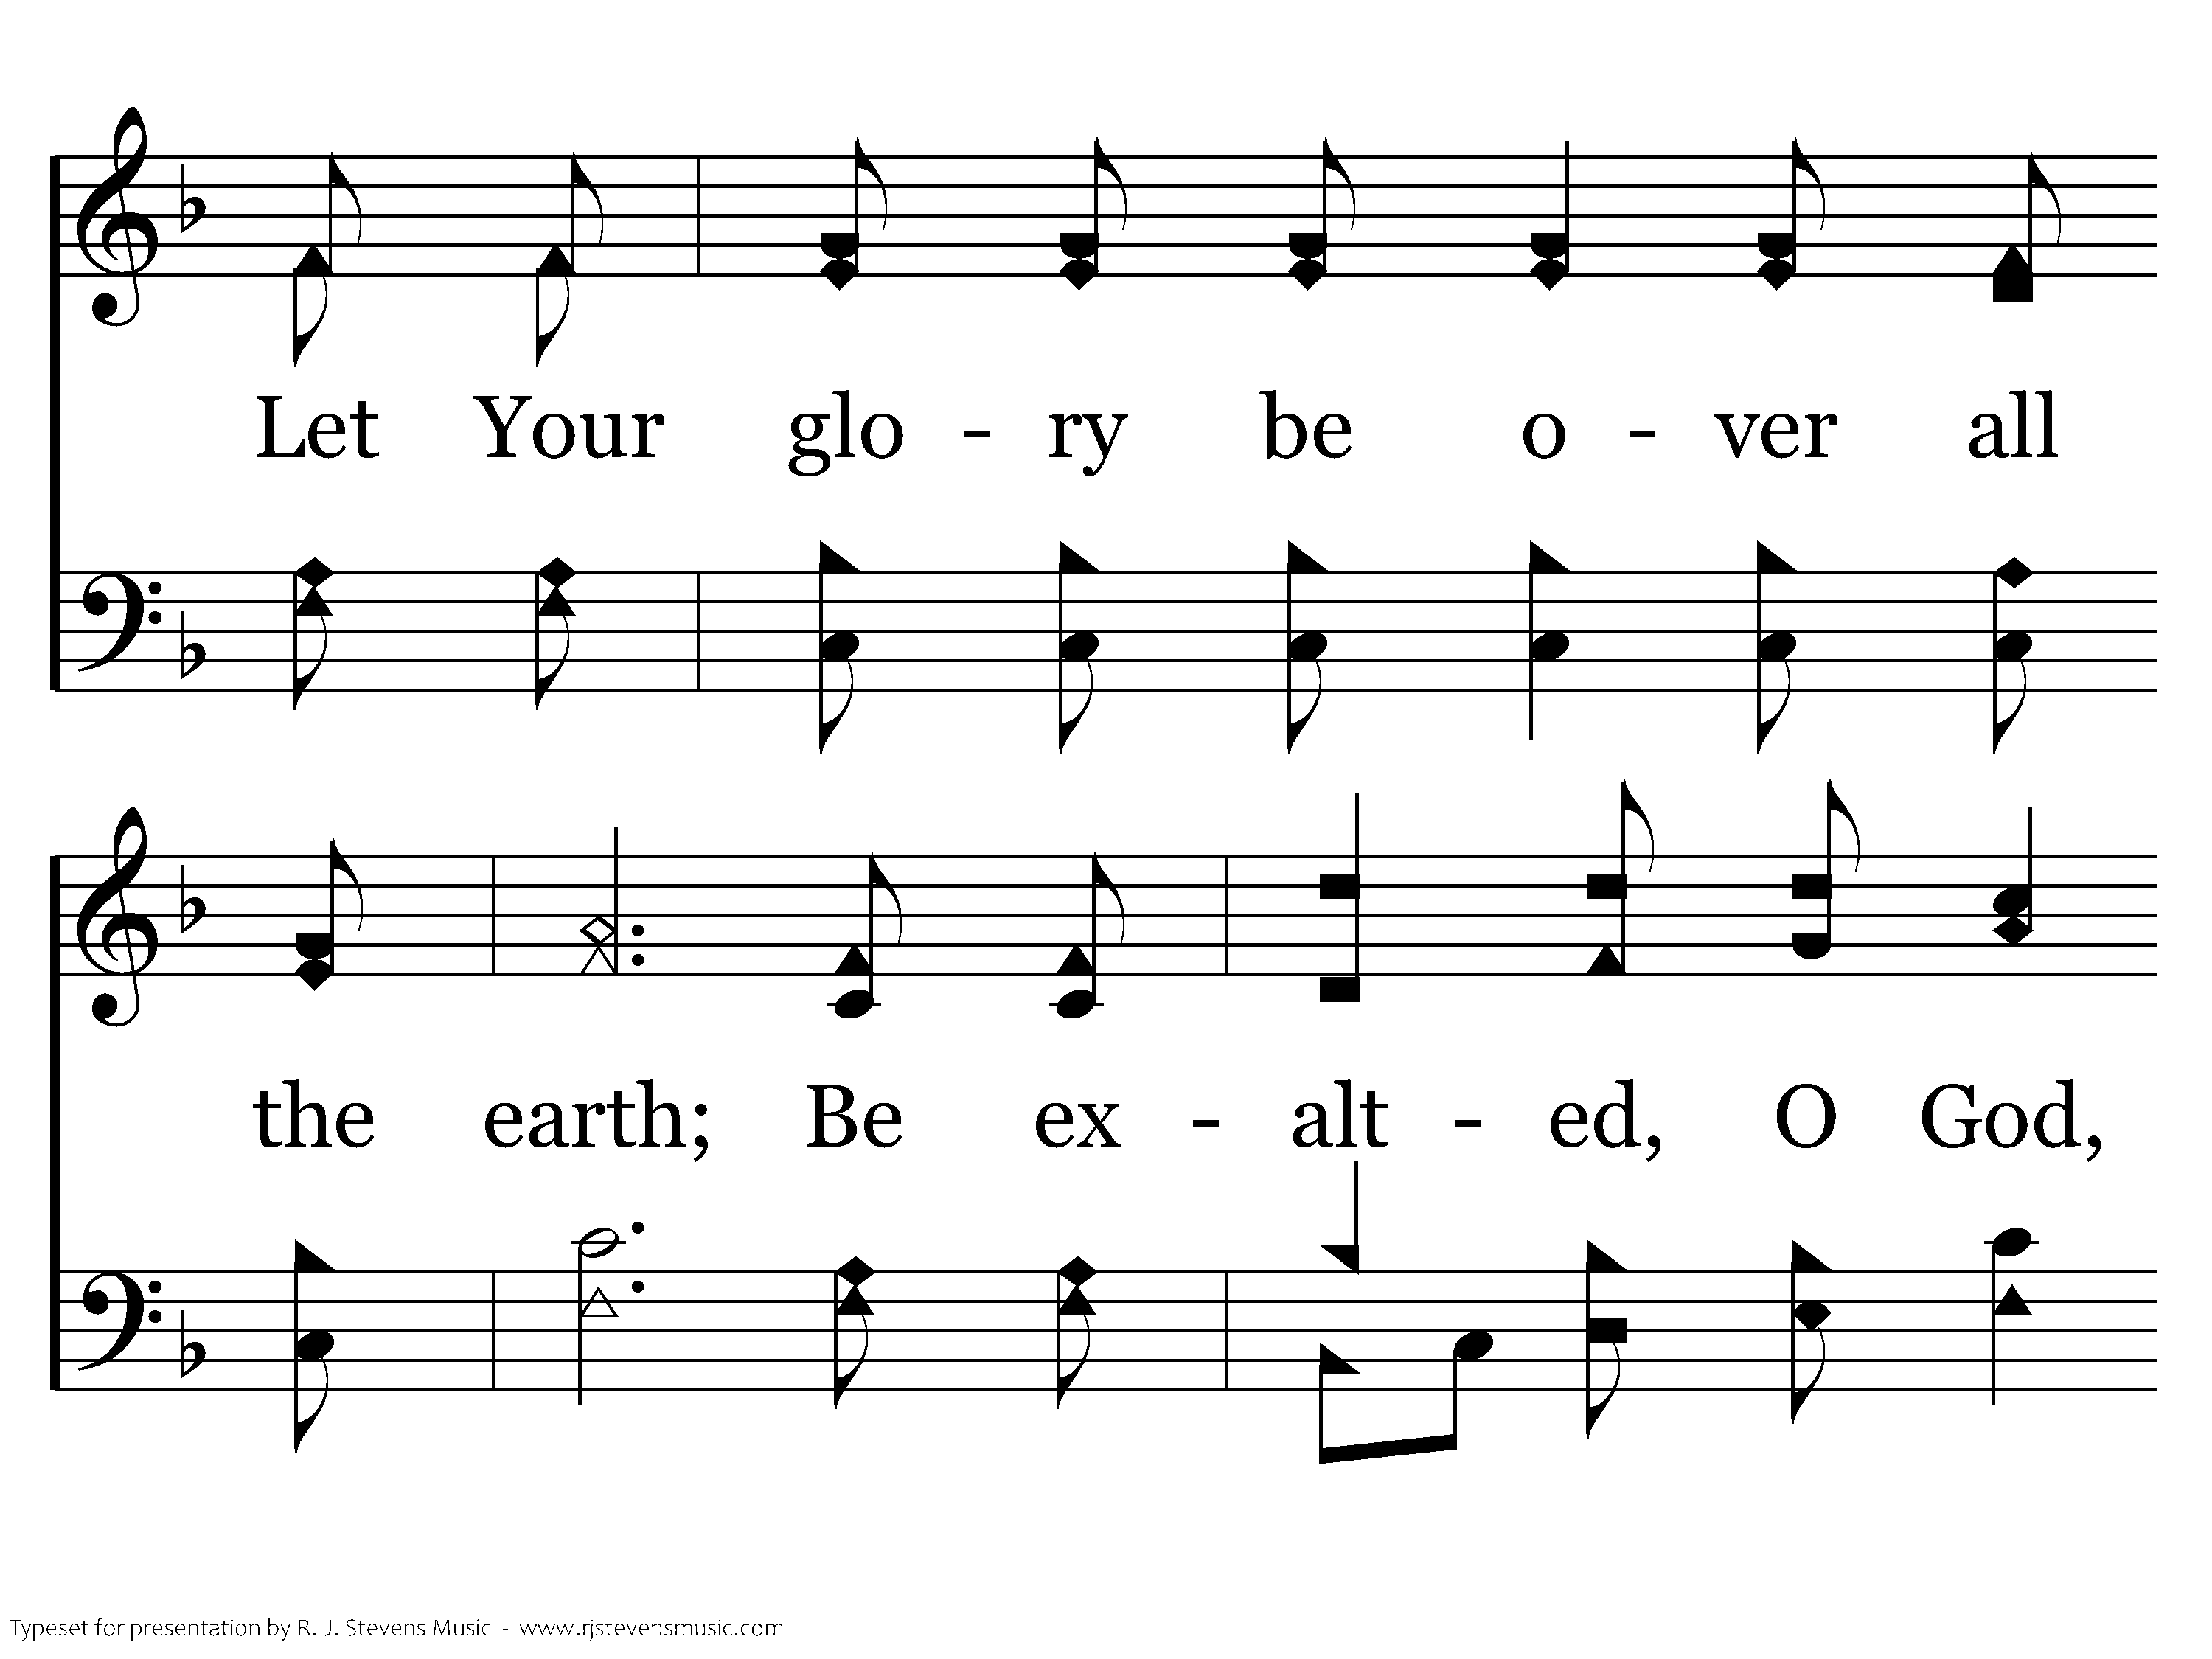 Let Your glo - ry be o - ver all
the earth; Be ex - alt - ed, O God,
Typeset for presentation by R. J. Stevens Music - www.rjstevensmusic.com